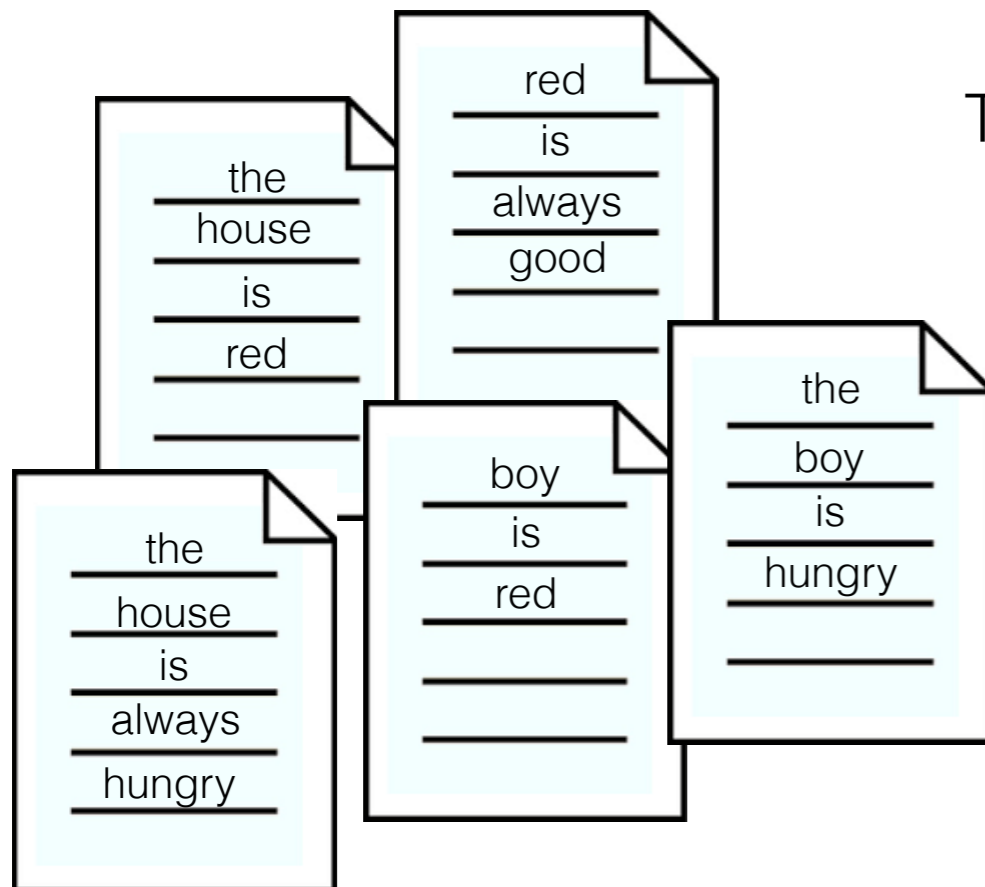 the
house
is
red
red
is
always
good
the
house
is
always
hungry
boy
is
red
the
boy
is
hungry
T